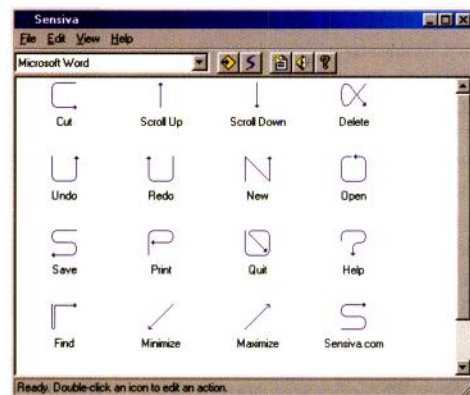 Sensiva
File Edit View Help
Microsoft Word
Cut Scroll Up Scroll Down Delete
Undo Redo New Open
Save Print Quit Help
Find Minimize Maximize Sensiva.com
Ready. Double-click an icon to edit an action.